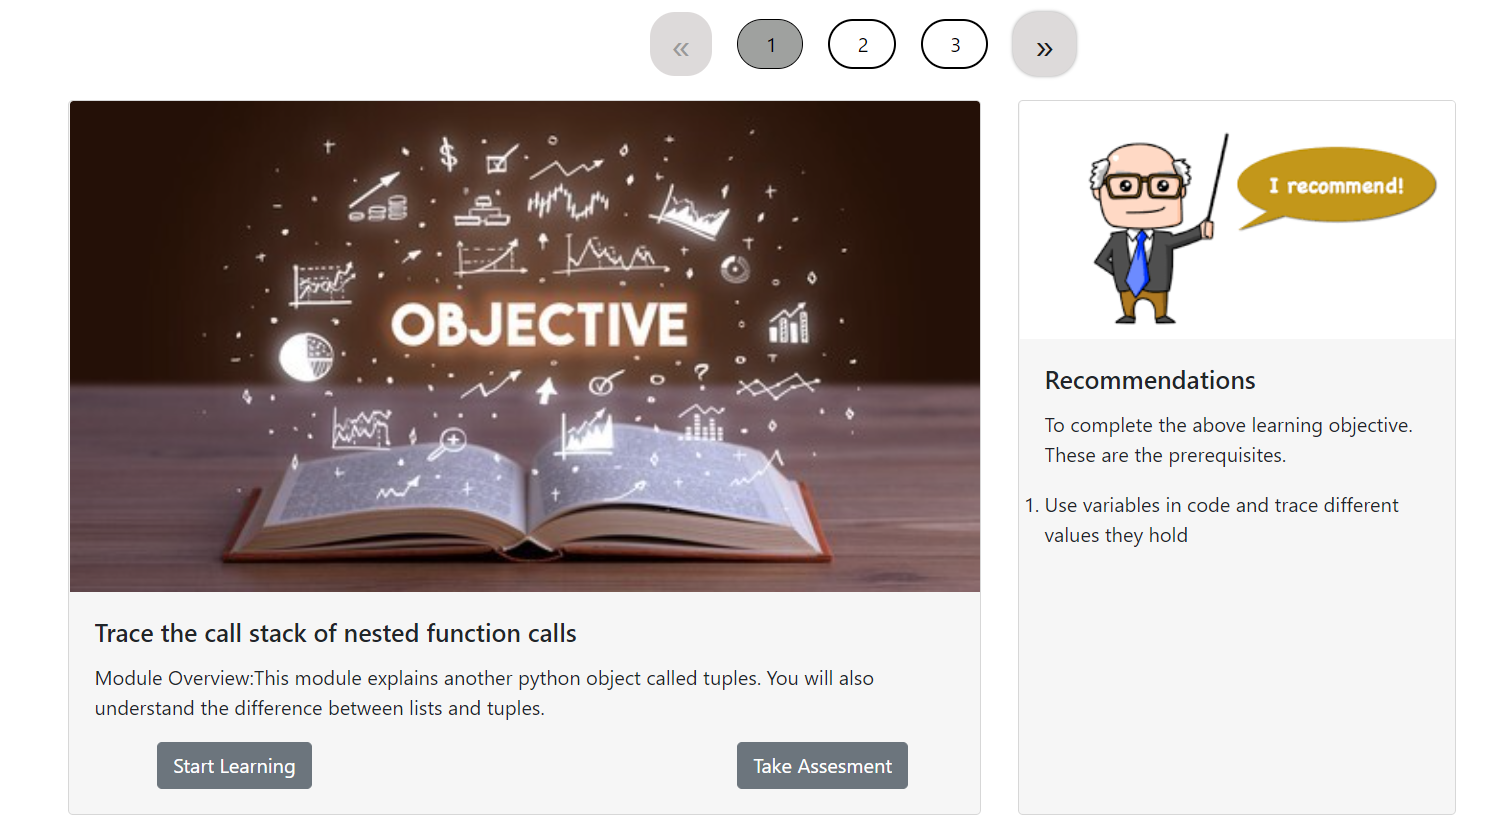 «
1
2
3
»
OBJECTIVE
$
?
Trace the call stack of nested function calls
Module Overview:This module explains another python object called tuples. You will also
understand the difference between lists and tuples.
Start Learning
Take Assesment
I recommend!
Recommendations
To complete the above learning objective.
These are the prerequisites.
1. Use variables in code and trace different
values they hold